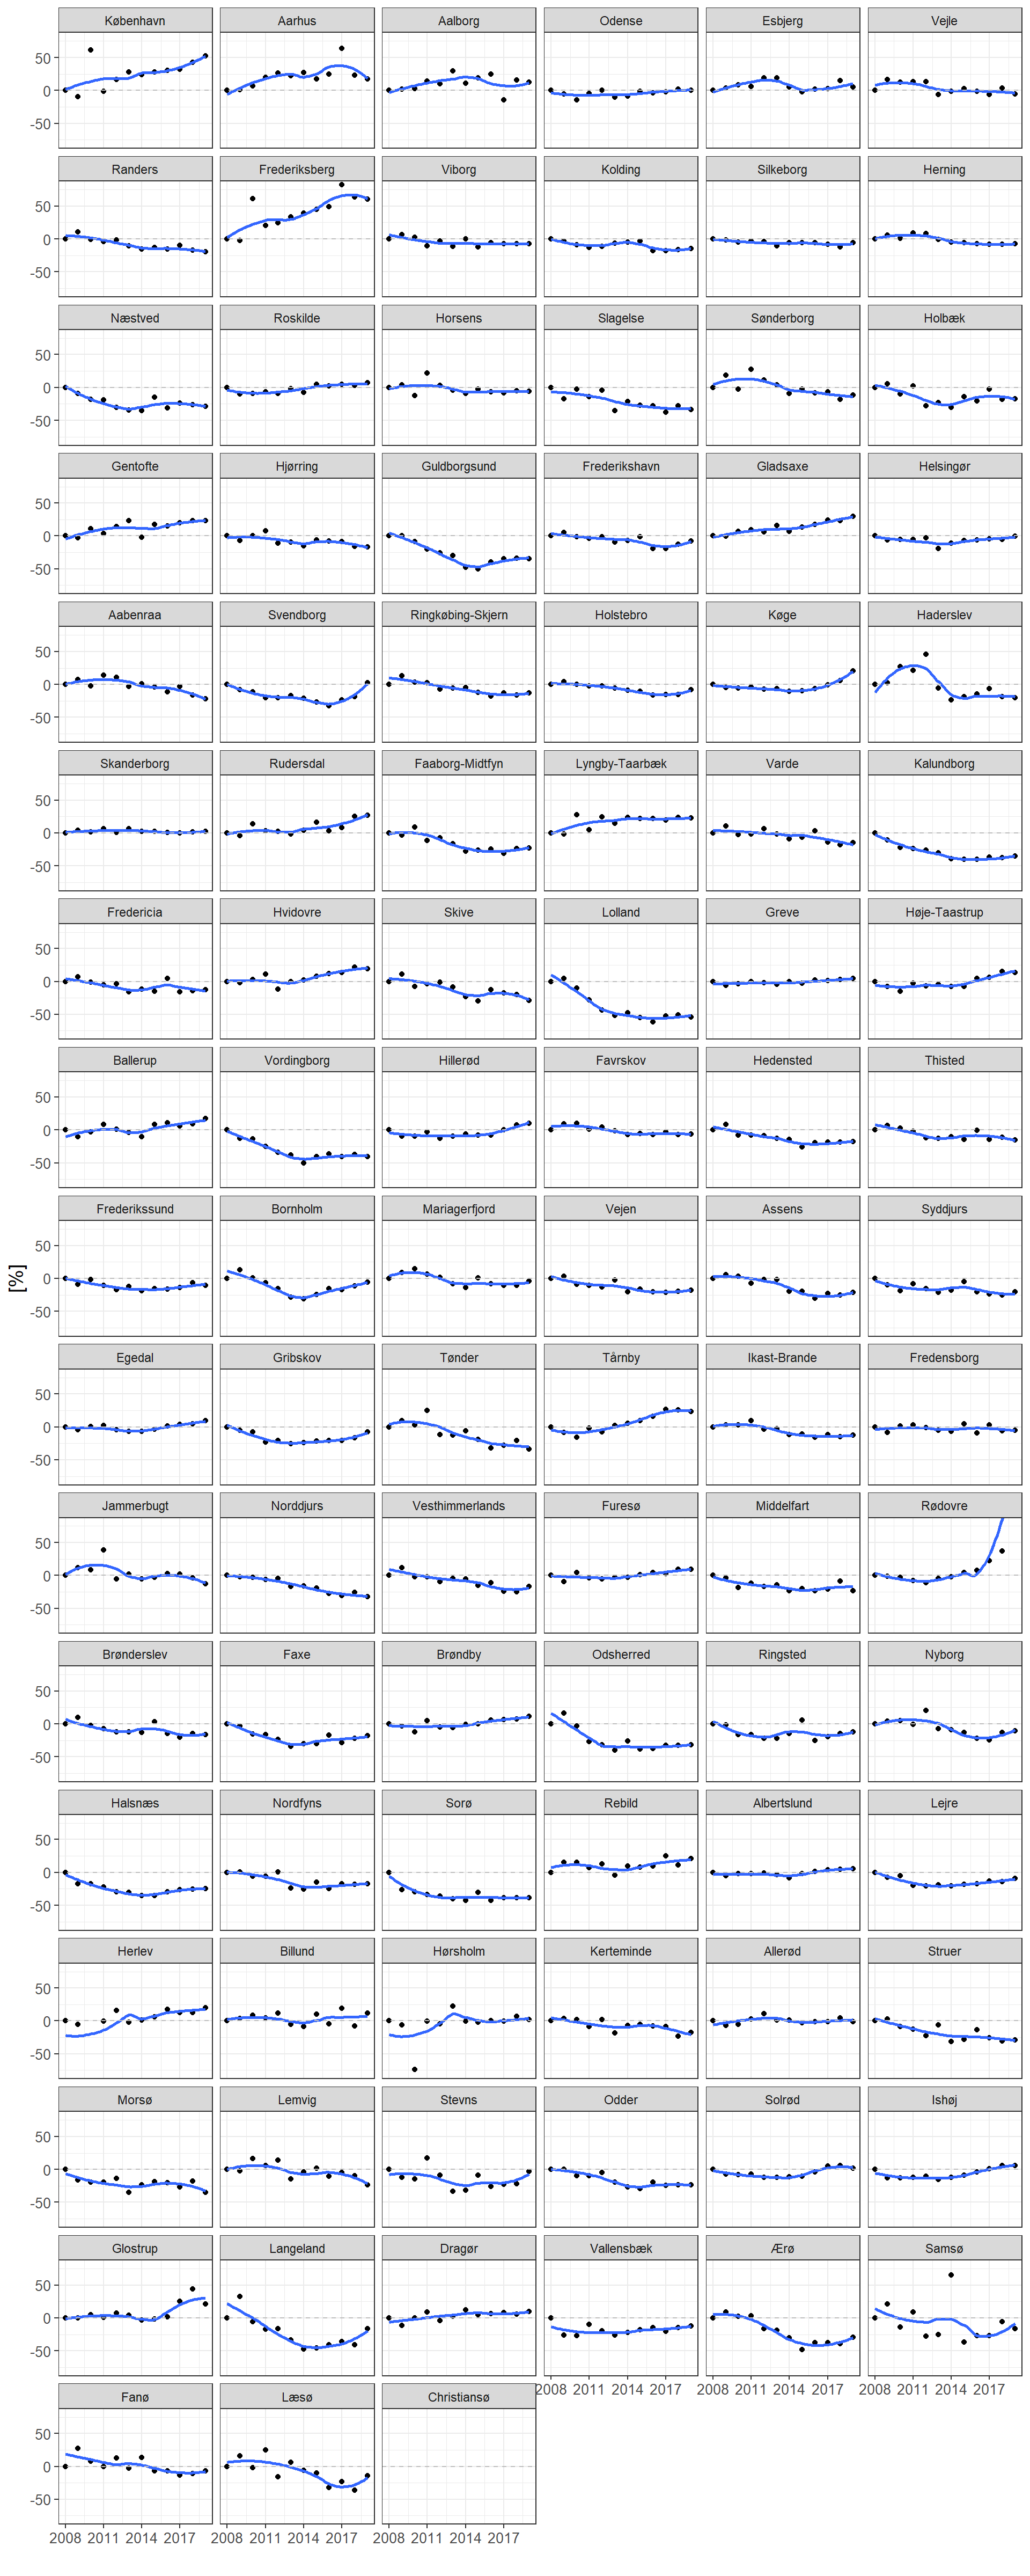 København Aarhus Aalborg Odense Esbjerg Vejle
50
0
-50
Randers Frederiksberg Viborg Kolding Silkeborg Herning
50
0
-50
Næstved Roskilde Horsens Slagelse Sønderborg Holbæk
50
0
-50
Gentofte Hjørring Guldborgsund Frederikshavn Gladsaxe Helsingør
50
0
-50
Aabenraa Svendborg Ringkøbing-Skjern Holstebro Køge Haderslev
50
0
-50
Skanderborg Rudersdal Faaborg-Midtfyn Lyngby-Taarbæk Varde Kalundborg
50
0
-50
Fredericia Hvidovre Skive Lolland Greve Høje-Taastrup
50
0
-50
Ballerup Vordingborg Hillerød Favrskov Hedensted Thisted
50
0
-50
Frederikssund Bornholm Mariagerfjord Vejen Assens Syddjurs
50
0
-50
[%]
Egedal Gribskov Tønder Tårnby Ikast-Brande Fredensborg
50
0
-50
Jammerbugt Norddjurs Vesthimmerlands Furesø Middelfart Rødovre
50
0
-50
Brønderslev Faxe Brøndby Odsherred Ringsted Nyborg
50
0
-50
Halsnæs Nordfyns Sorø Rebild Albertslund Lejre
50
0
-50
Herlev Billund Hørsholm Kerteminde Allerød Struer
50
0
-50
Morsø Lemvig Stevns Odder Solrød Ishøj
50
0
-50
Glostrup Langeland Dragør Vallensbæk Ærø Samsø
50
0
-50
2008 2011 2014 2017 2008 2011 2014 2017 2008 2011 2014 2017
Fanø Læsø Christiansø
50
0
-50
2008 2011 2014 2017 2008 2011 2014 2017 2008 2011 2014 2017